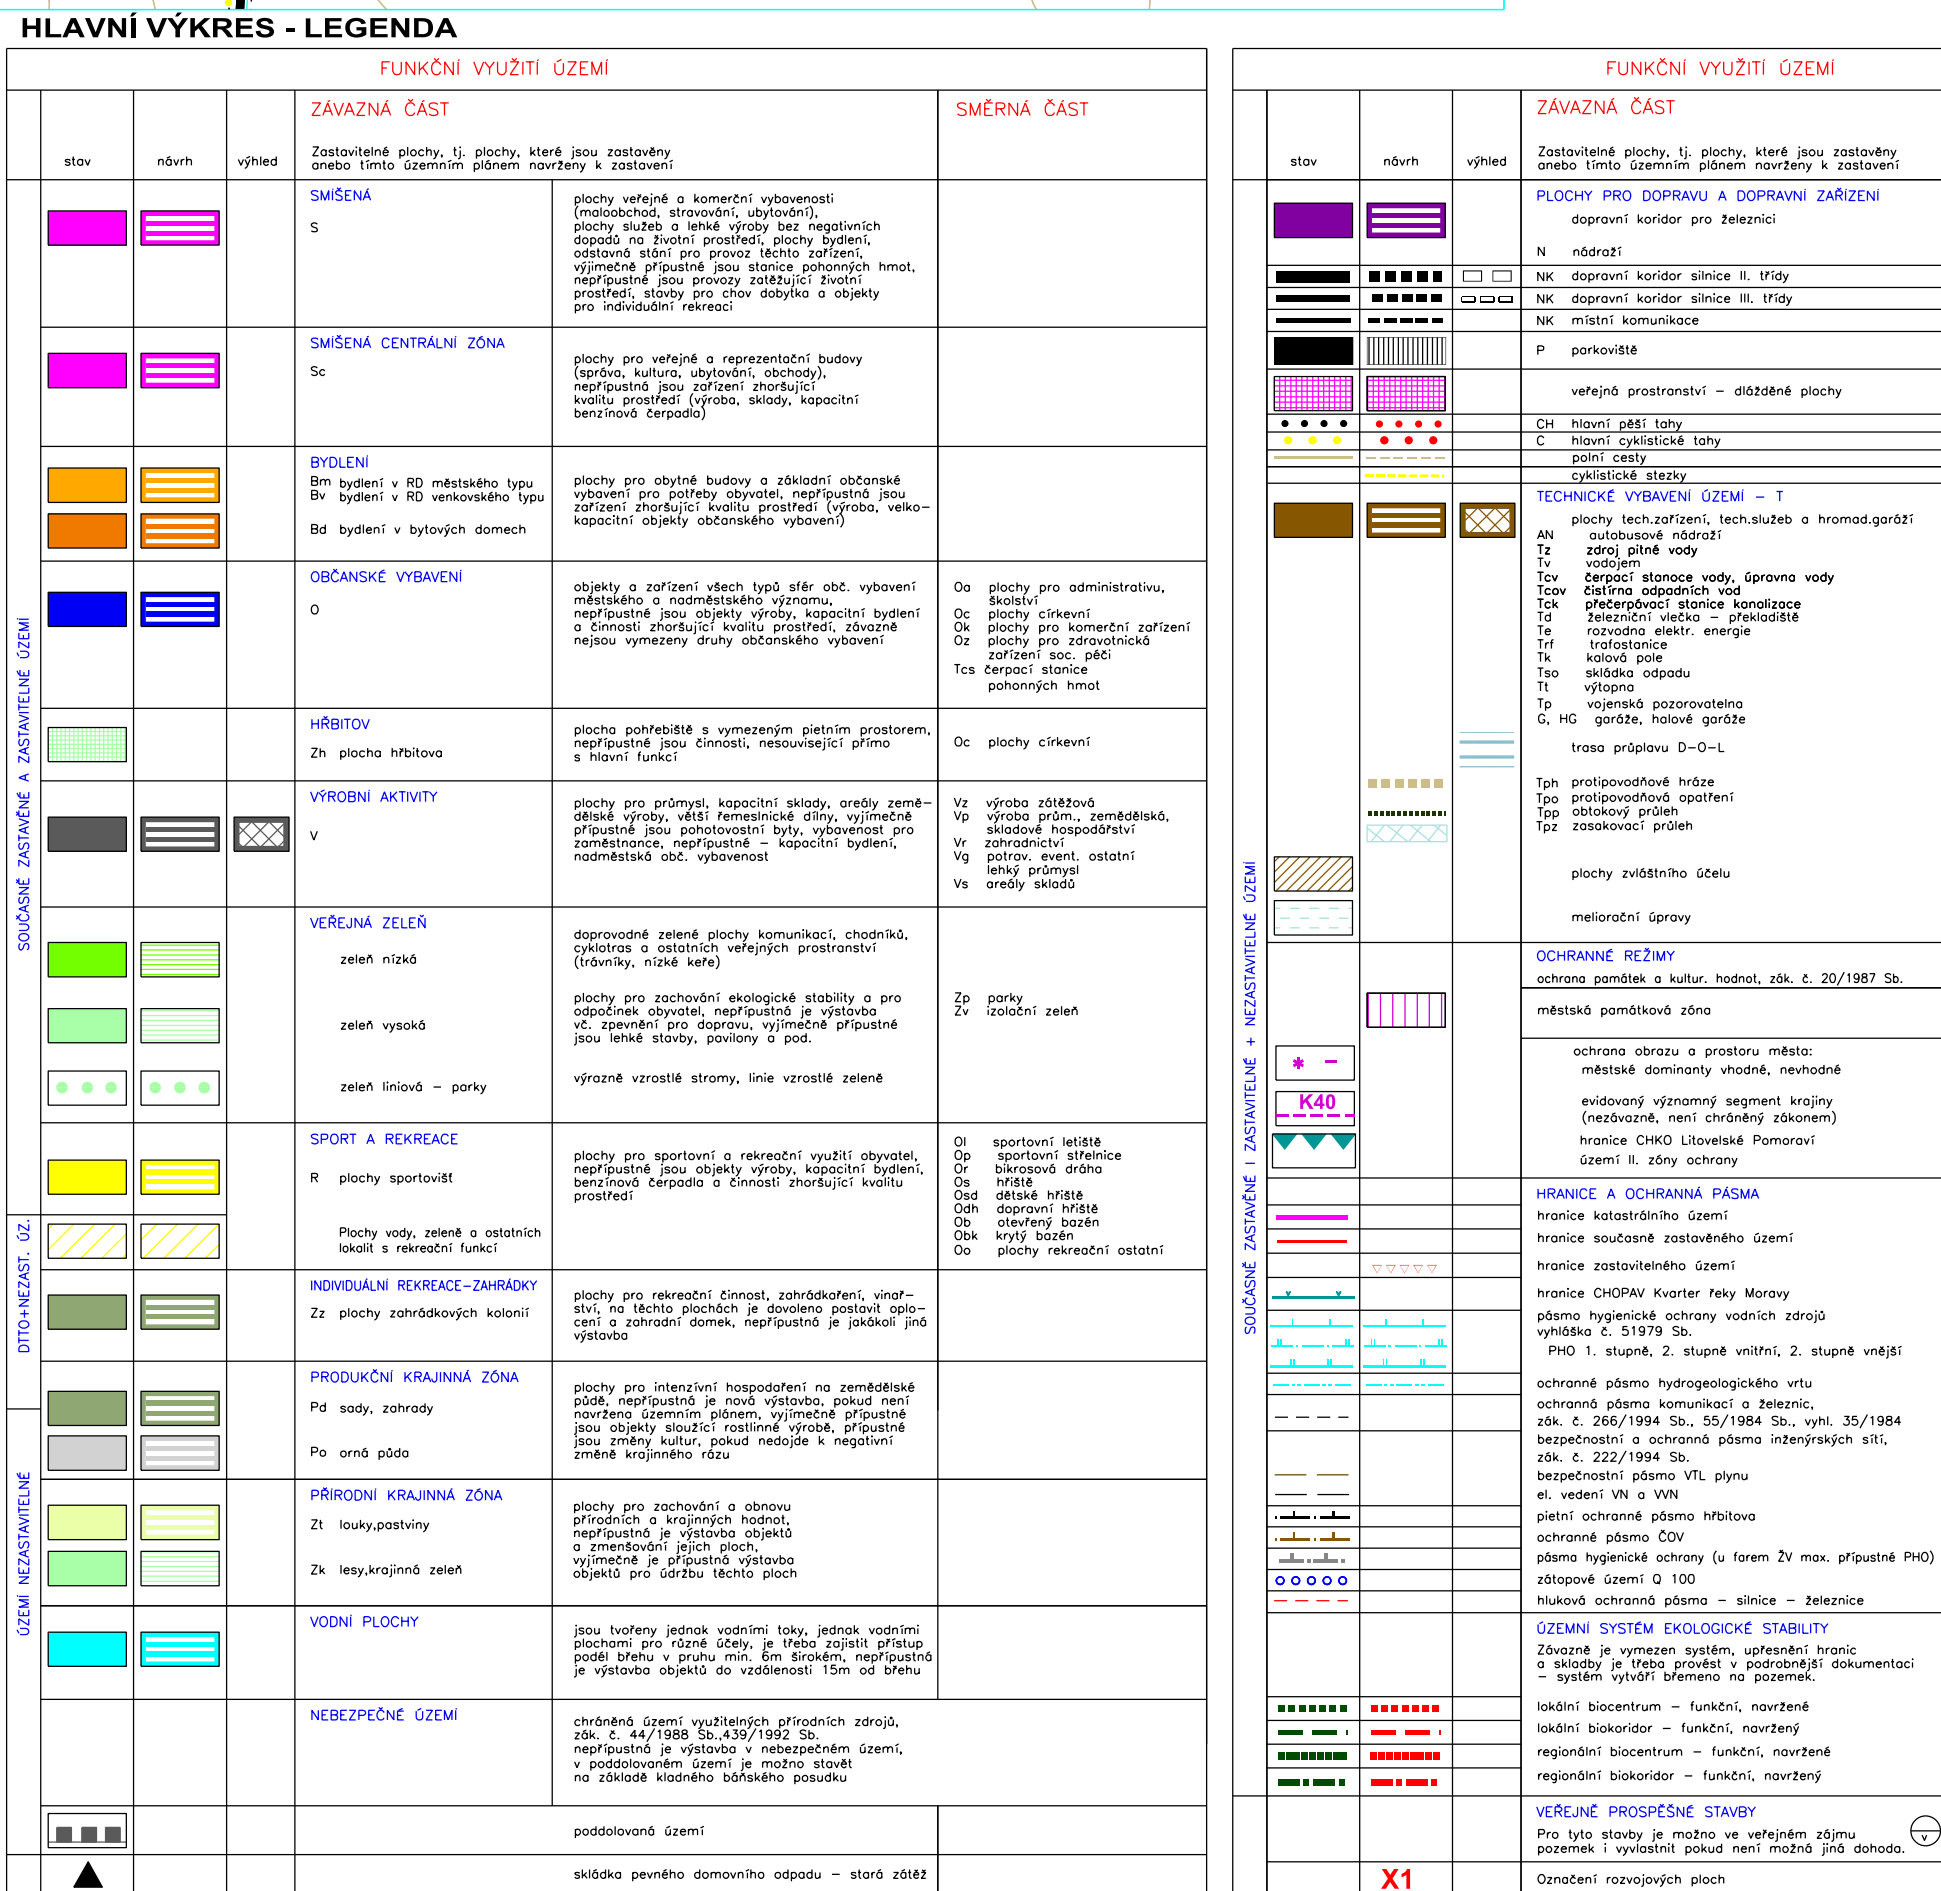 HLAVNÍ VÝKRES - LEGENDA
FUNKČNÍ VYUŽITÍ ÚZEMÍ
stav
návrh
výhled
ZÁVAZNÁ ČÁST
Zastavitelné plochy, tj. plochy, které jsou zastavěny
anebo tímto územním plánem navrženy k zastavení
SMĚRNÁ ČÁST
SOUČASNĚ ZASTAVĚNÉ A ZASTAVITELNÉ ÚZEMÍ
SMÍŠENÁ
S
plochy veřejné a komerční vybavenosti
(maloobchod, stravování, ubytování),
plochy služeb a lehké výroby bez negativních
dopadů na životní prostředí, plochy bydlení,
odstavná stání pro provoz těchto zařízení,
výjimečně přípustné jsou stanice pohonných hmot,
nepřípustné jsou provozy zatěžující životní
prostředí, stavby pro chov dobytka a objekty
pro individuální rekreaci
SMÍŠENÁ CENTRÁLNÍ ZÓNA
Sc
plochy pro veřejné a reprezentační budovy
(správa, kultura, ubytování, obchody),
nepřípustná jsou zařízení zhoršující
kvalitu prostředí (výroba, sklady, kapacitní
benzínová čerpadla)
BYDLENÍ
Bm bydlení v RD městského typu
Bv bydlení v RD venkovského typu
Bd bydlení v bytových domech
plochy pro obytné budovy a základní občanské
vybavení pro potřeby obyvatel, nepřípustná jsou
zařízení zhoršující kvalitu prostředí (výroba, velko–
kapacitní objekty občanského vybavení)
OBČANSKÉ VYBAVENÍ
O
objekty a zařízení všech typů sfér obč. vybavení
městského a nadměstského významu,
nepřípustné jsou objekty výroby, kapacitní bydlení
a činnosti zhoršující kvalitu prostředí, závazně
nejsou vymezeny druhy občanského vybavení
Oa plochy pro administrativu,
školství
Oc plochy církevní
Ok plochy pro komerční zařízení
Oz plochy pro zdravotnická
zařízení soc. péči
Tcs čerpací stanice
pohonných hmot
HŘBITOV
Zh plocha hřbitova
plocha pohřebiště s vymezeným pietním prostorem,
nepřípustné jsou činnosti, nesouvisející přímo
s hlavní funkcí
Oc plochy církevní
VÝROBNÍ AKTIVITY
V
plochy pro průmysl, kapacitní sklady, areály země–
dělské výroby, větší řemeslnické dílny, vyjímečně
přípustné jsou pohotovostní byty, vybavenost pro
zaměstnance, nepřípustné – kapacitní bydlení,
nadměstská obč. vybavenost
Vz výroba zátěžová
Vp výroba prům., zemědělská,
skladové hospodářství
Vr zahradnictví
Vg potrav. event. ostatní
lehký průmysl
Vs areály skladů
VEŘEJNÁ ZELEŇ
zeleň nízká
doprovodné zelené plochy komunikací, chodníků,
cyklotras a ostatních veřejných prostranství
(trávníky, nízké keře)
zeleň vysoká
plochy pro zachování ekologické stability a pro
odpočinek obyvatel, nepřípustná je výstavba
vč. zpevnění pro dopravu, vyjímečně přípustné
jsou lehké stavby, pavilony a pod.
Zp parky
Zv izolační zeleň
zeleň liniová – parky
výrazně vzrostlé stromy, linie vzrostlé zeleně
SPORT A REKREACE
R plochy sportovišť
plochy pro sportovní a rekreační využití obyvatel,
nepřípustné jsou objekty výroby, kapacitní bydlení,
benzínová čerpadla a činnosti zhoršující kvalitu
prostředí
Ol sportovní letiště
Op sportovní střelnice
Or bikrosová dráha
Os hřiště
Osd dětské hřiště
Odh dopravní hřiště
Ob otevřený bazén
Obk krytý bazén
Oo plochy rekreační ostatní
DTTO+NEZAST. ÚZ.
Plochy vody, zeleně a ostatních
lokalit s rekreační funkcí
INDIVIDUÁLNÍ REKREACE–ZAHRÁDKY
Zz plochy zahrádkových kolonií
plochy pro rekreační činnost, zahrádkaření, vinař–
ství, na těchto plochách je dovoleno postavit oplo–
cení a zahradní domek, nepřípustná je jakákoli jiná
výstavba
PRODUKČNÍ KRAJINNÁ ZÓNA
Pd sady, zahrady
Po orná půda
plochy pro intenzívní hospodaření na zemědělské
půdě, nepřípustná je nová výstavba, pokud není
navržena územním plánem, vyjímečně přípustné
jsou objekty sloužící rostlinné výrobě, přípustné
jsou změny kultur, pokud nedojde k negativní
změně krajinného rázu
ÚZEMÍ NEZASTAVITELNÉ
PŘÍRODNÍ KRAJINNÁ ZÓNA
Zt louky,pastviny
Zk lesy,krajinná zeleň
plochy pro zachování a obnovu
přírodních a krajinných hodnot,
nepřípustná je výstavba objektů
a zmenšování jejich ploch,
vyjímečně je přípustná výstavba
objektů pro údržbu těchto ploch
VODNÍ PLOCHY
jsou tvořeny jednak vodními toky, jednak vodními
plochami pro různé účely, je třeba zajistit přístup
podél břehu v pruhu min. 6m širokém, nepřípustná
je výstavba objektů do vzdálenosti 15m od břehu
NEBEZPEČNÉ ÚZEMÍ
chráněná území využitelných přírodních zdrojů,
zák. č. 44/1988 Sb.,439/1992 Sb.
nepřípustná je výstavba v nebezpečném území,
v poddolovaném území je možno stavět
na základě kladného báňského posudku
poddolovaná území
skládka pevného domovního odpadu – stará zátěž
FUNKČNÍ VYUŽITÍ ÚZEMÍ
stav
návrh
výhled
ZÁVAZNÁ ČÁST
Zastavitelné plochy, tj. plochy, které jsou zastavěny
anebo tímto územním plánem navrženy k zastavení
SOUČASNĚ ZASTAVĚNÉ I ZASTAVITELNÉ + NEZASTAVITELNÉ ÚZEMÍ
PLOCHY PRO DOPRAVU A DOPRAVNÍ ZAŘÍZENÍ
dopravní koridor pro železnici
N nádraží
NK dopravní koridor silnice II. třídy
NK dopravní koridor silnice III. třídy
NK místní komunikace
P parkoviště
veřejná prostranství – dlážděné plochy
CH hlavní pěší tahy
C hlavní cyklistické tahy
polní cesty
cyklistické stezky
TECHNICKÉ VYBAVENÍ ÚZEMÍ – T
plochy tech.zařízení, tech.služeb a hromad.garáží
AN autobusové nádraží
Tz zdroj pitné vody
Tv vodojem
Tcv čerpací stanoce vody, úpravna vody
Tcov čistírna odpadních vod
Tck přečerpávací stanice kanalizace
Td železniční vlečka – překladiště
Te rozvodna elektr. energie
Trf trafostanice
Tk kalová pole
Tso skládka odpadu
Tt výtopna
Tp vojenská pozorovatelna
G, HG garáže, halové garáže
trasa průplavu D–O–L
Tph protipovodňové hráze
Tpo protipovodňová opatření
Tpp obtokový průleh
Tpz zasakovací průleh
plochy zvláštního účelu
meliorační úpravy
OCHRANNÉ REŽIMY
ochrana památek a kultur. hodnot, zák. č. 20/1987 Sb.
městská památková zóna
ochrana obrazu a prostoru města:
městské dominanty vhodné, nevhodné
K40
evidovaný významný segment krajiny
(nezávazně, není chráněný zákonem)
hranice CHKO Litovelské Pomoraví
území II. zóny ochrany
HRANICE A OCHRANNÁ PÁSMA
hranice katastrálního území
hranice současně zastavěného území
hranice zastavitelného území
hranice CHOPAV Kvarter řeky Moravy
pásmo hygienické ochrany vodních zdrojů
vyhláška č. 51979 Sb.
PHO 1. stupně, 2. stupně vnitřní, 2. stupně vnější
ochranné pásmo hydrogeologického vrtu
ochranná pásma komunikací a železnic,
zák. č. 266/1994 Sb., 55/1984 Sb., vyhl. 35/1984
bezpečnostní a ochranná pásma inženýrských sítí,
zák. č. 222/1994 Sb.
bezpečnostní pásmo VTL plynu
el. vedení VN a VVN
pietní ochranné pásmo hřbitova
ochranné pásmo ČOV
pásma hygienické ochrany (u farem ŽV max. přípustné PHO)
zátopové území Q 100
hluková ochranná pásma – silnice – železnice
ÚZEMNÍ SYSTÉM EKOLOGICKÉ STABILITY
Závazně je vymezen systém, upřesnění hranic
a skladby je třeba provést v podrobnější dokumentaci
– systém vytváří břemeno na pozemek.
lokální biocentrum – funkční, navržené
lokální biokoridor – funkční, navržený
regionální biocentrum – funkční, navržené
regionální biokoridor – funkční, navržený
VEŘEJNĚ PROSPĚŠNÉ STAVBY
Pro tyto stavby je možno ve veřejném zájmu
pozemek i vyvlastnit pokud není možná jiná dohoda.
v
X1
Označení rozvojových ploch